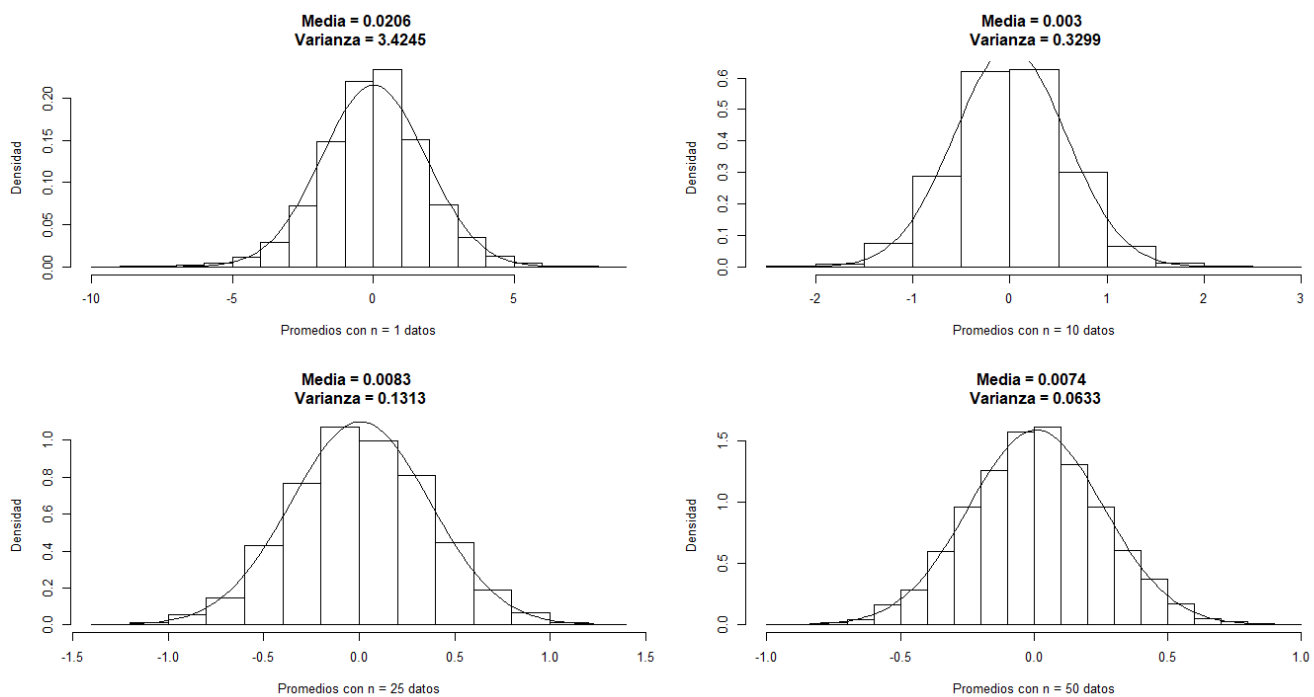 Media = 0.0206
Varianza = 3.4245
Densidad
0.00
0.05
0.10
0.15
0.20
-10
-5
0
5
Promedios con n = 1 datos
Media = 0.003
Varianza = 0.3299
Densidad
0.0
0.1
0.2
0.3
0.4
0.5
0.6
-2
-1
0
1
2
3
Promedios con n = 10 datos
Media = 0.0083
Varianza = 0.1313
Densidad
0.0
0.2
0.4
0.6
0.8
1.0
-1.5
-1.0
-0.5
0.0
0.5
1.0
1.5
Promedios con n = 25 datos
Media = 0.0074
Varianza = 0.0633
Densidad
0.0
0.5
1.0
1.5
-1.0
-0.5
0.0
0.5
1.0
Promedios con n = 50 datos